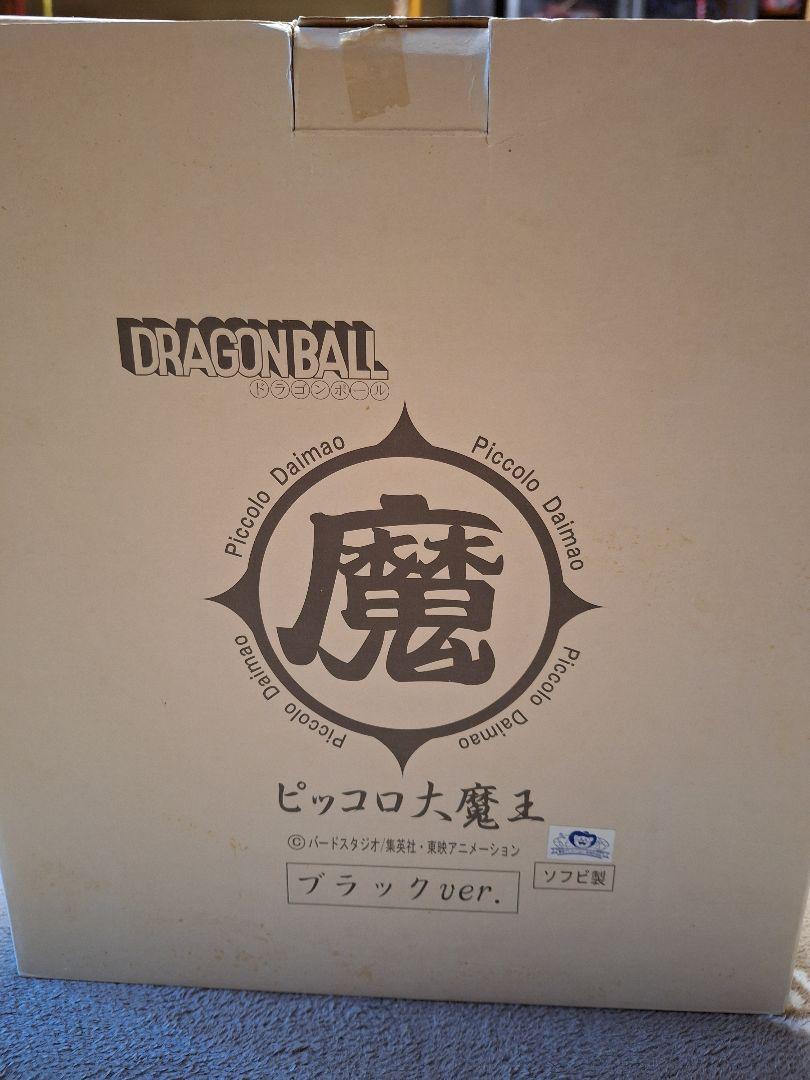 DRAGONBALL
ドラゴンボール
Piccolo Daimao
Piccolo Daimao
魔
Piccolo Daimao
Piccolo Daimao
ピッコロ大魔王
©バードスタジオ/集英社・東映アニメーション
ブラックver.
ソフビ製